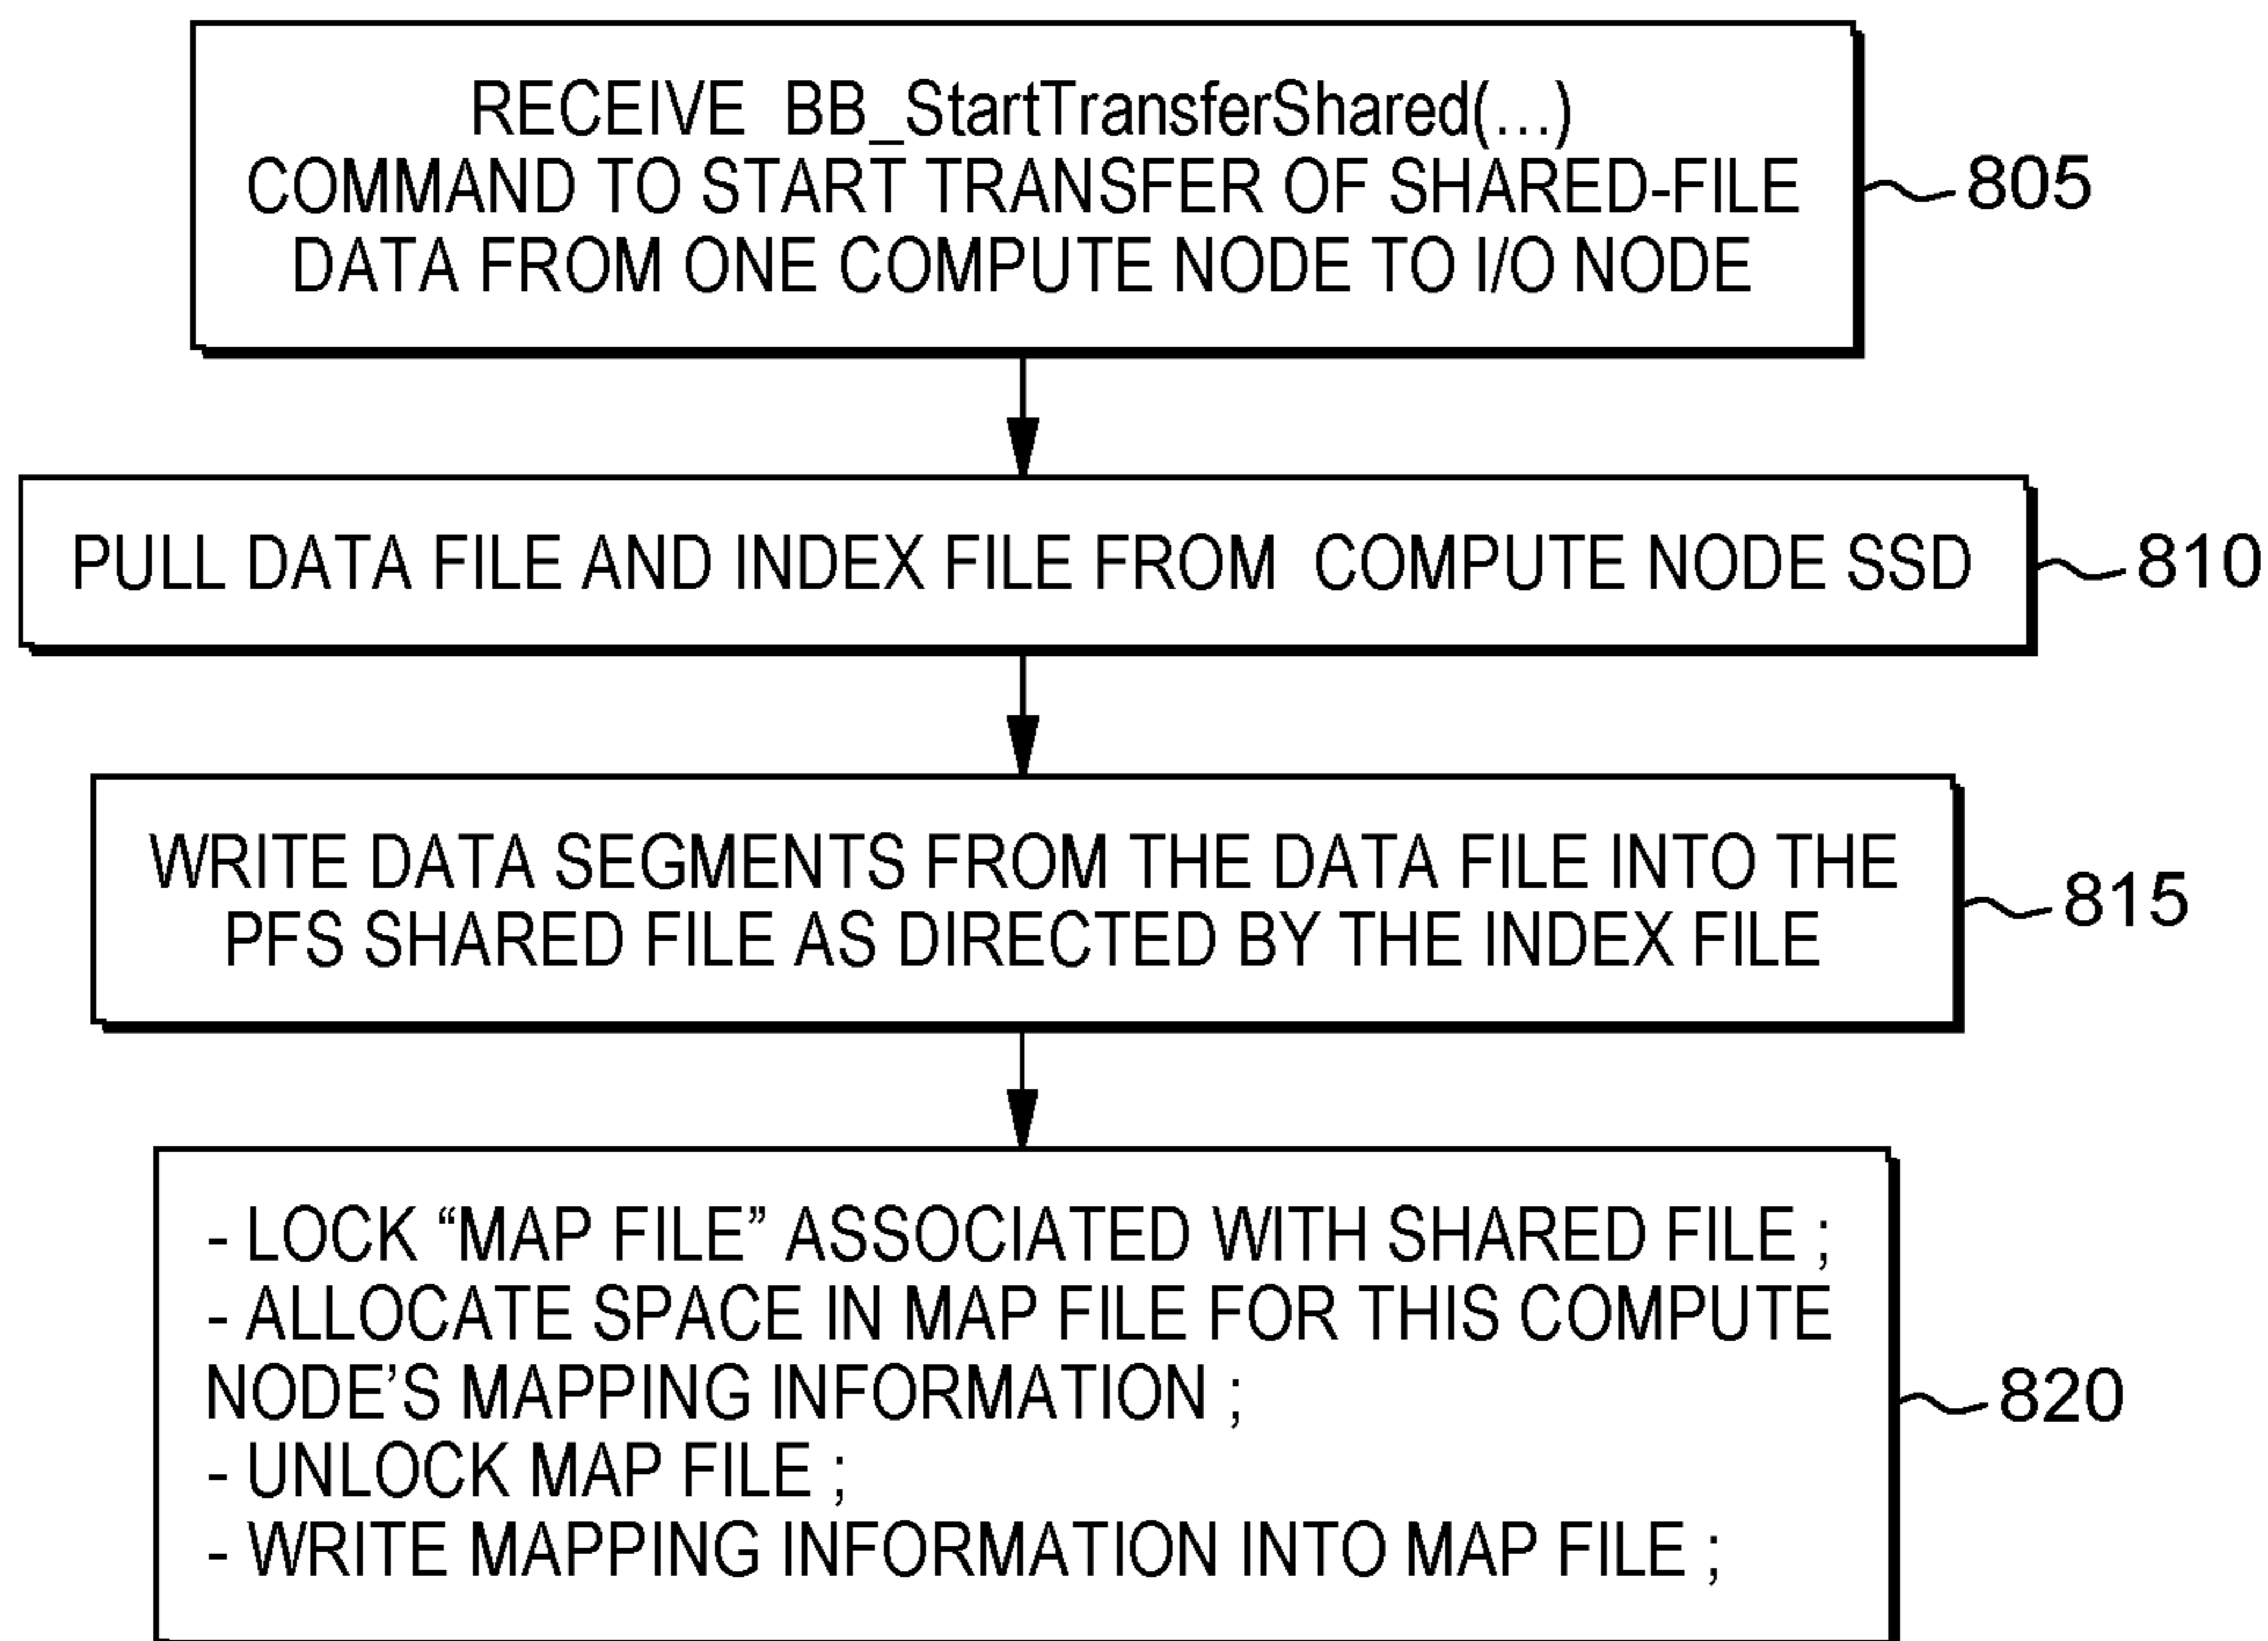 RECEIVE BB_StartTransferShared(...)
COMMAND TO START TRANSFER OF SHARED-FILE
DATA FROM ONE COMPUTE NODE TO I/O NODE
805
PULL DATA FILE AND INDEX FILE FROM COMPUTE NODE SSD
810
WRITE DATA SEGMENTS FROM THE DATA FILE INTO THE
PFS SHARED FILE AS DIRECTED BY THE INDEX FILE
815
- LOCK “MAP FILE” ASSOCIATED WITH SHARED FILE ;
- ALLOCATE SPACE IN MAP FILE FOR THIS COMPUTE
NODE’S MAPPING INFORMATION ;
- UNLOCK MAP FILE ;
- WRITE MAPPING INFORMATION INTO MAP FILE ;
820